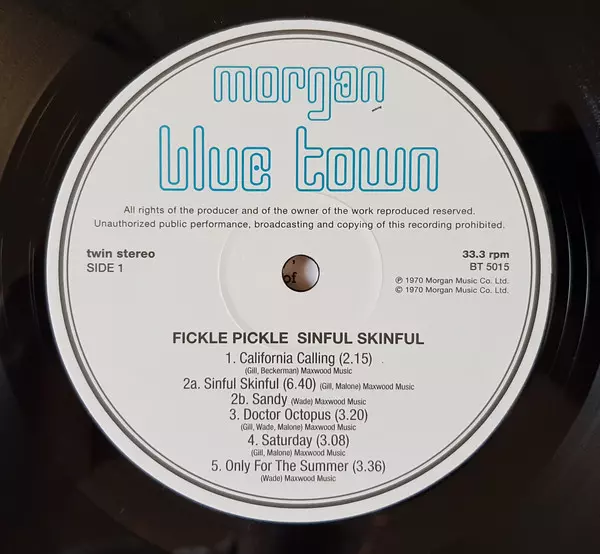 morgan
blue town
All rights of the producer and of the owner of the work reproduced reserved.
Unauthorized public performance, broadcasting and copying of this recording prohibited.
twin stereo
SIDE 1
33.3 rpm
BT 5015
℗ 1970 Morgan Music Co. Ltd.
© 1970 Morgan Music Co. Ltd.
of
FICKLE PICKLE SINFUL SKINFUL
1. California Calling (2.15)
(Gill, Beckerman) Maxwood Music
2a. Sinful Skinful (6.40) (Gill, Malone) Maxwood Music
2b. Sandy (Wade) Maxwood Music
3. Doctor Octopus (3.20)
(Gill, Wade, Malone) Maxwood Music
4. Saturday (3.08)
(Gill, Malone) Maxwood Music
5. Only For The Summer (3.36)
(Wade) Maxwood Music